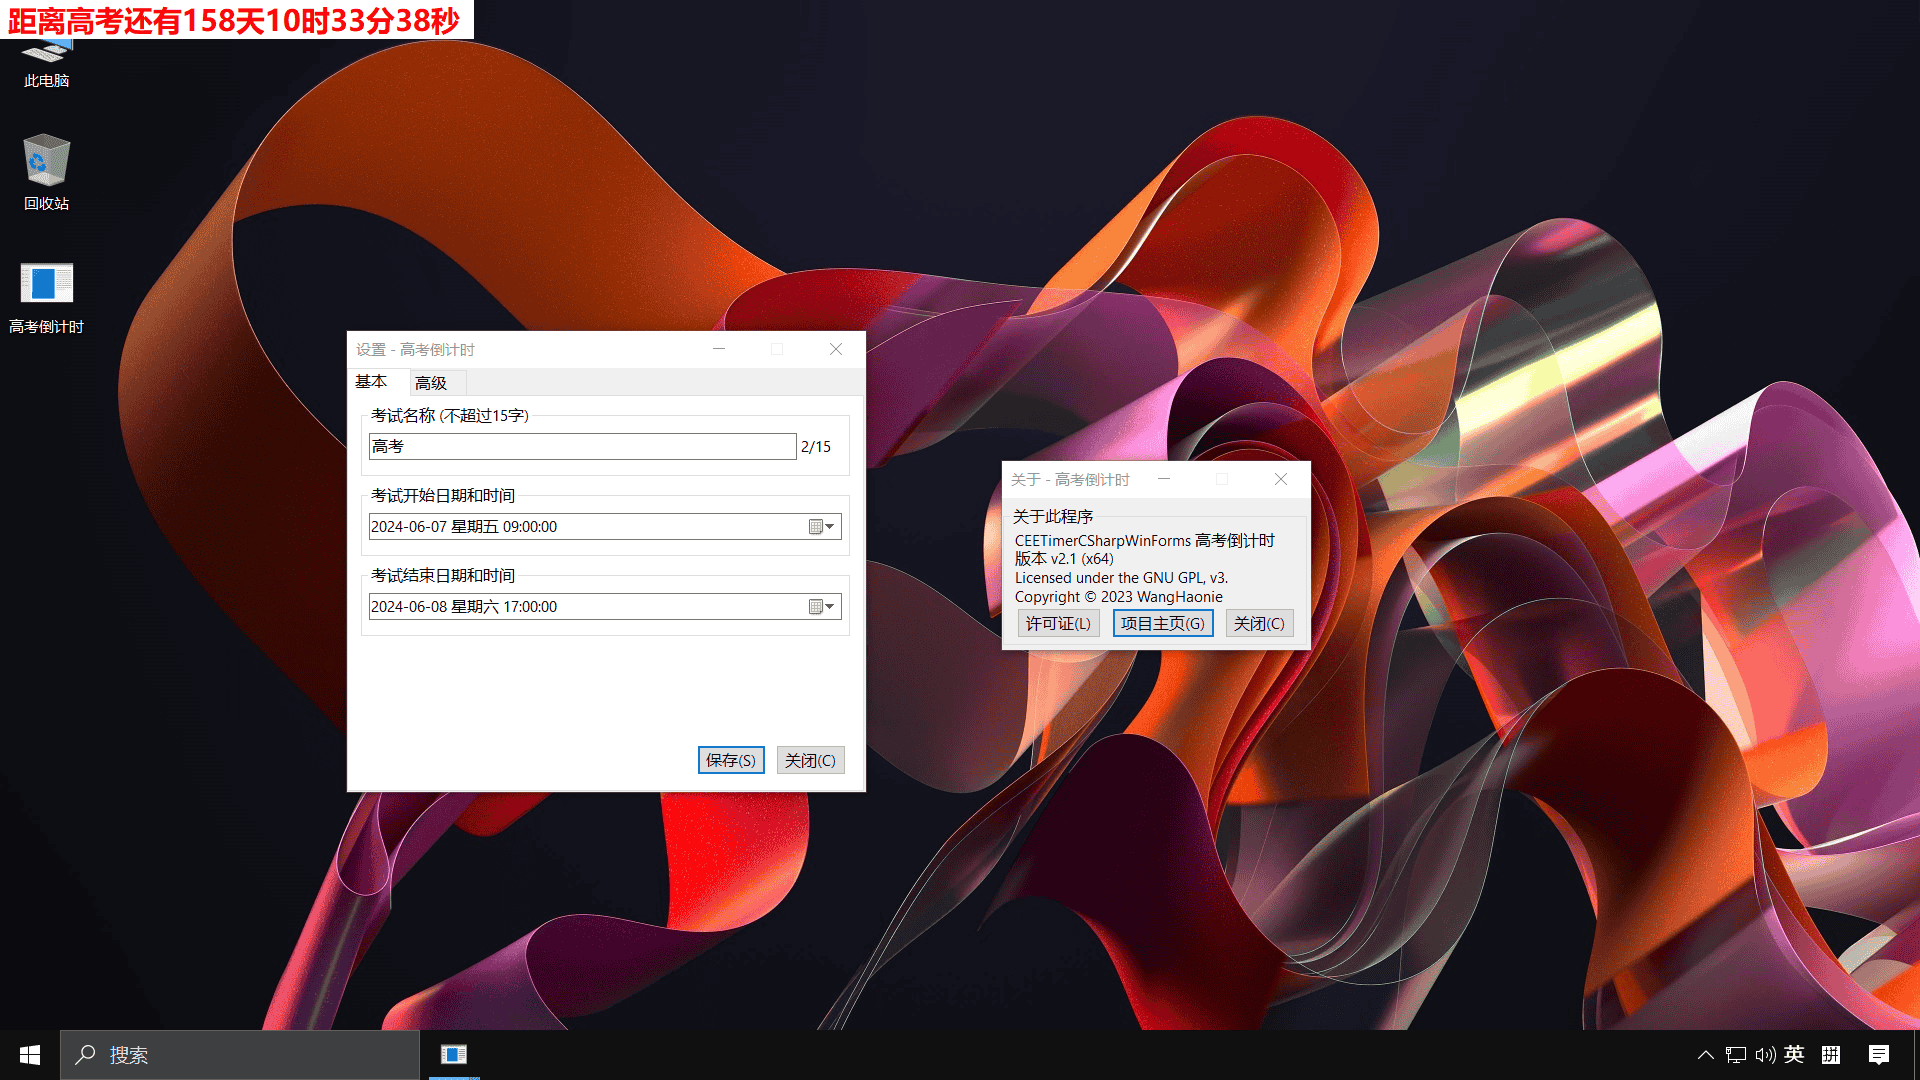 距离高考还有158天10时33分38秒
此电脑
回收站
高考倒计时
设置 - 高考倒计时
基本
高级
考试名称 (不超过15字)
高考
2/15
考试开始日期和时间
2024-06-07 星期五 09:00:00
考试结束日期和时间
2024-06-08 星期六 17:00:00
保存(S)
关闭(C)
关于 - 高考倒计时
关于此程序
CEETimerCSharpWinForms 高考倒计时
版本 v2.1 (x64)
Licensed under the GNU GPL, v3.
Copyright © 2023 WangHaonie
许可证(L)
项目主页(G)
关闭(C)
搜索
英
拼